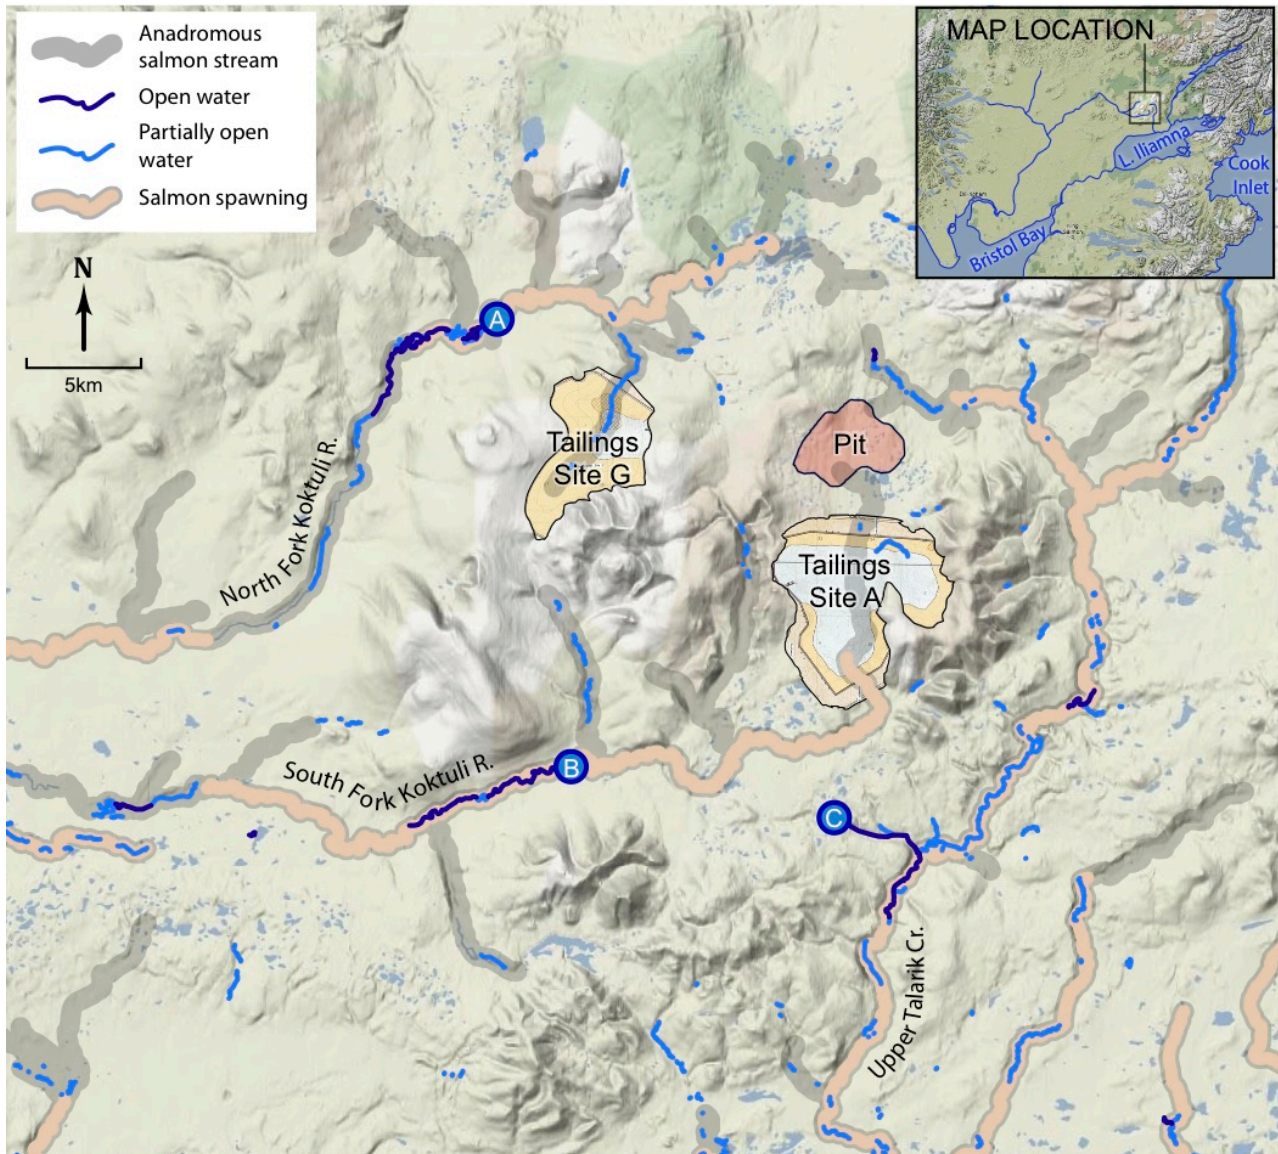 Anadromous
salmon stream
Open water
Partially open
water
Salmon spawning
N
5km
MAP LOCATION
L. Iliamna
Cook
Inlet
Bristol Bay
A
Tailings
Site G
Pit
North Fork Koktuli R.
Tailings
Site A
South Fork Koktuli R.
B
C
Upper Talarik Cr.